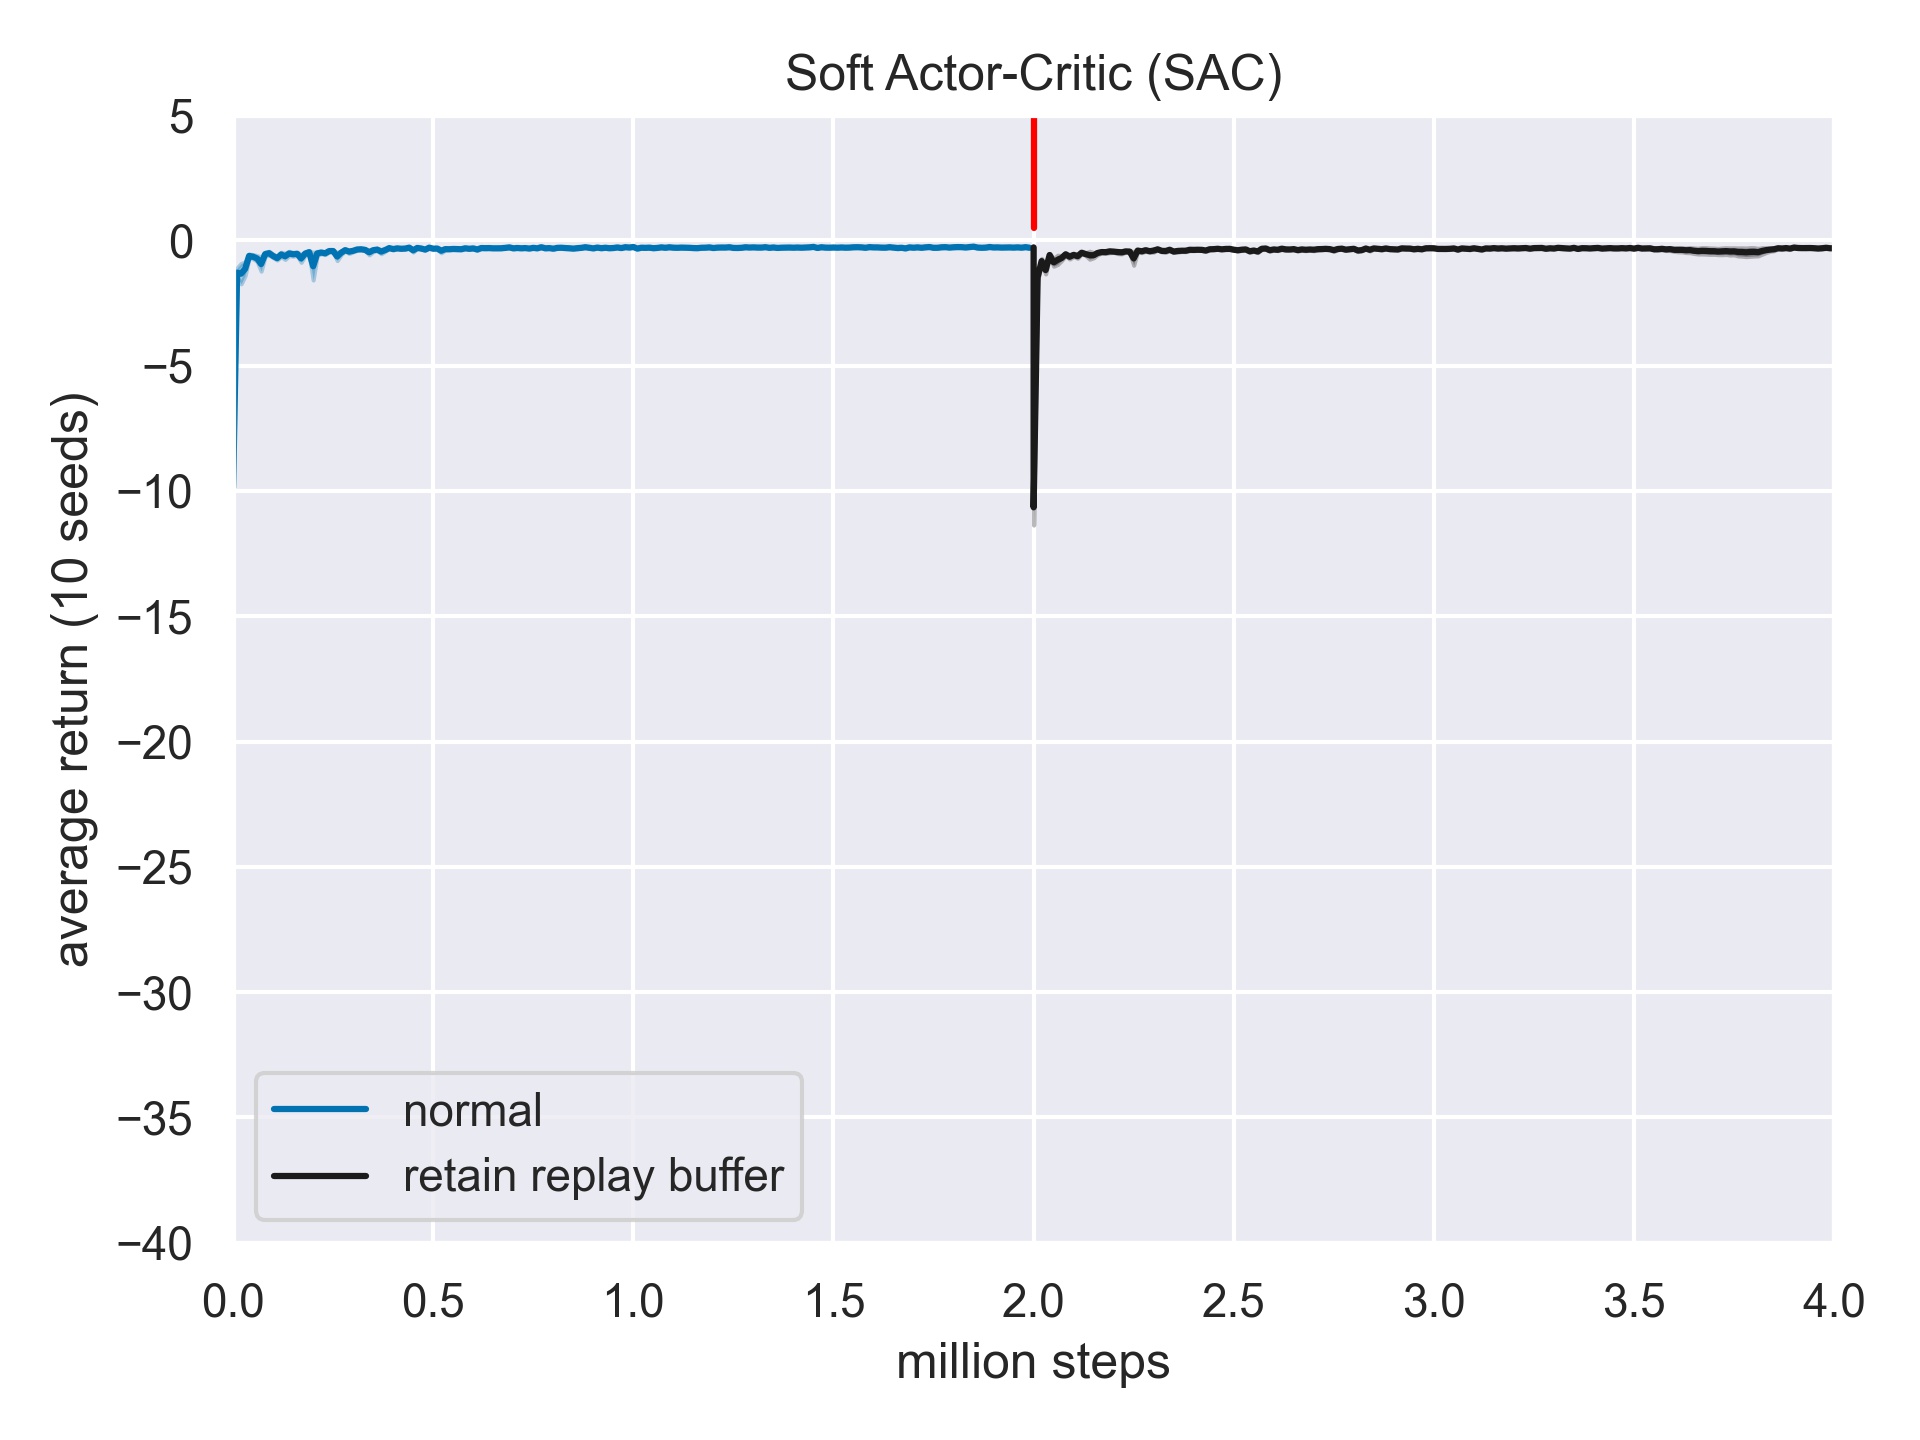 Soft Actor-Critic (SAC)
5
0
−5
−10
−15
−20
−25
−30
−35
−40
average return (10 seeds)
normal
retain replay buffer
0.0 0.5 1.0 1.5 2.0 2.5 3.0 3.5 4.0
million steps